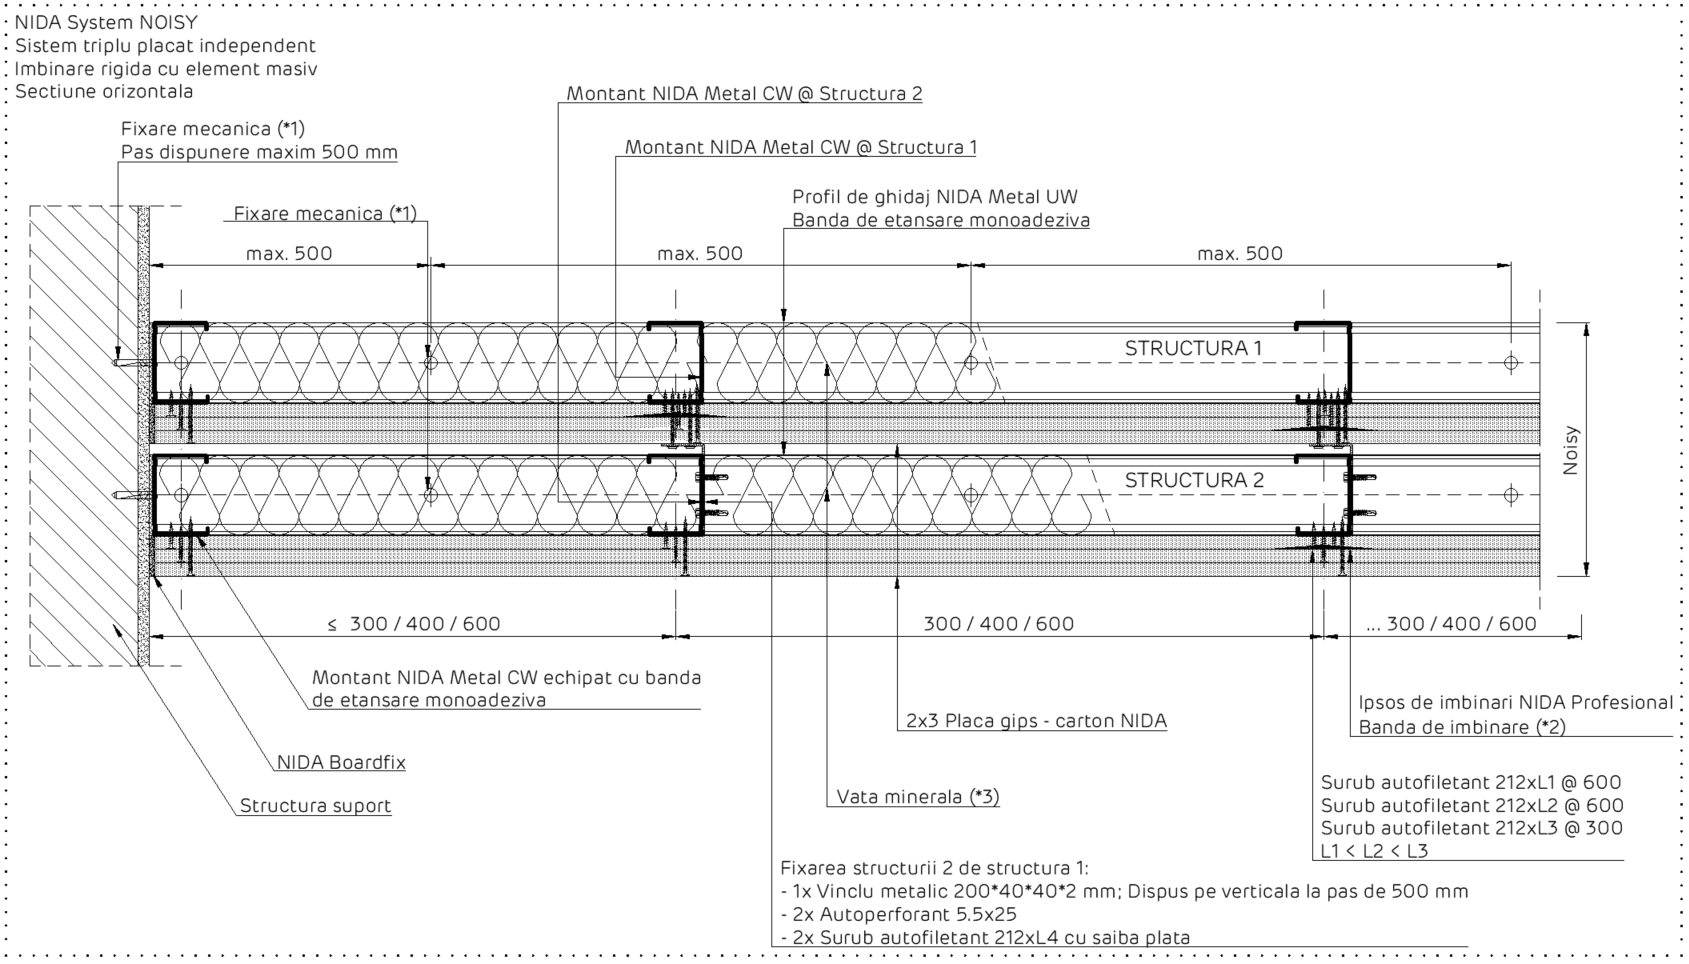 NIDA System NOISY
Sistem triplu placat independent
Imbinare rigida cu element masiv
Sectiune orizontala
Montant NIDA Metal CW @ Structura 2
Fixare mecanica (*1)
Pas dispunere maxim 500 mm
Montant NIDA Metal CW @ Structura 1
Profil de ghidaj NIDA Metal UW
Banda de etansare monoadeziva
Fixare mecanica (*1)
max. 500
max. 500
max. 500
STRUCTURA 1
Noisy
STRUCTURA 2
≤ 300 / 400 / 600
300 / 400 / 600
... 300 / 400 / 600
Montant NIDA Metal CW echipat cu banda
de etansare monoadeziva
2x3 Placa gips - carton NIDA
Ipsos de imbinari NIDA Profesional
Banda de imbinare (*2)
NIDA Boardfix
Structura suport
Vata minerala (*3)
Surub autofiletant 212xL1 @ 600
Surub autofiletant 212xL2 @ 600
Surub autofiletant 212xL3 @ 300
L1 < L2 < L3
Fixarea structurii 2 de structura 1:
- 1x Vinclu metalic 200*40*40*2 mm; Dispus pe verticala la pas de 500 mm
- 2x Autoperforant 5.5x25
- 2x Surub autofiletant 212xL4 cu saiba plata